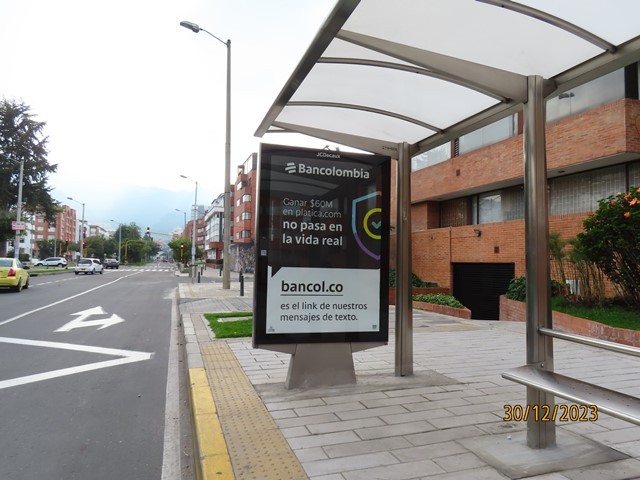 JCDecaux
Bancolombia
Ganar $60M
en platica.com
no pasa en
la vida real
bancol.co
es el link de nuestros
mensajes de texto.
30/12/2023